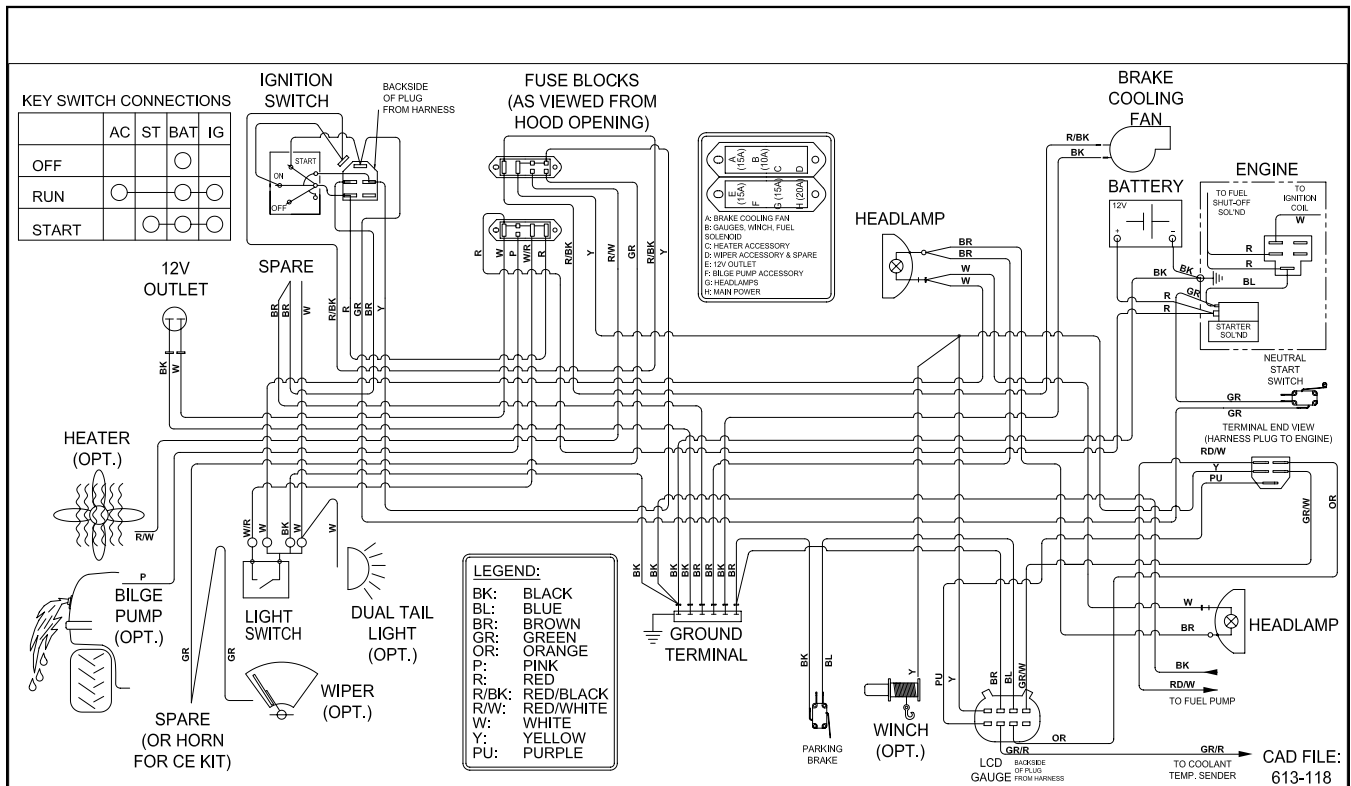 KEY SWITCH CONNECTIONS
AC ST BAT IG
OFF
RUN
START
IGNITION
SWITCH
BACKSIDE
OF PLUG
FROM HARNESS
START
ON
OFF
FUSE BLOCKS
(AS VIEWED FROM
HOOD OPENING)
A
(15A)
B
(10A)
C
D
E
(15A)
F
G (15A)
H (20A)
A: BRAKE COOLING FAN
B: GAUGES, WINCH, FUEL
SOLENOID
C: HEATER ACCESSORY
D: WIPER ACCESSORY & SPARE
E: 12V OUTLET
F: BILGE PUMP ACCESSORY
G: HEADLAMPS
H: MAIN POWER
BRAKE
COOLING
FAN
R/BK
BK
BATTERY
12V
+
-
ENGINE
TO FUEL
SHUT-OFF
SOL'ND
TO
IGNITION
COIL
W
R
R
BL
BK
BK
GR
R
R
STARTER
SOL'ND
NEUTRAL
START
SWITCH
GR
GR
TERMINAL END VIEW
(HARNESS PLUG TO ENGINE)
RD/W
Y
PU
GR/W
OR
HEADLAMP
BR
BR
W
W
12V
OUTLET
BK
W
SPARE
BR
BR
W
R/BK
R
GR
BR
Y
R
W
P
W/R
R
R/BK
Y
R/W
GR
R/BK
Y
HEATER
(OPT.)
R/W
P
BILGE
PUMP
(OPT.)
W/R
W
BK
W
W
LIGHT
SWITCH
DUAL TAIL
LIGHT
(OPT.)
GR
GR
WIPER
(OPT.)
SPARE
(OR HORN
FOR CE KIT)
LEGEND:
BK: BLACK
BL: BLUE
BR: BROWN
GR: GREEN
OR: ORANGE
P: PINK
R: RED
R/BK: RED/BLACK
R/W: RED/WHITE
W: WHITE
Y: YELLOW
PU: PURPLE
BK
BK
BK
BR
BR
BK
BR
GROUND
TERMINAL
BK
BL
PARKING
BRAKE
Y
WINCH
(OPT.)
PU
Y
BR
BL
GR/W
OR
GR/R
LCD
GAUGE
BACKSIDE
OF PLUG
FROM HARNESS
W
BR
HEADLAMP
BK
RD/W
TO FUEL PUMP
GR/R
TO COOLANT
TEMP. SENDER
CAD FILE:
613-118